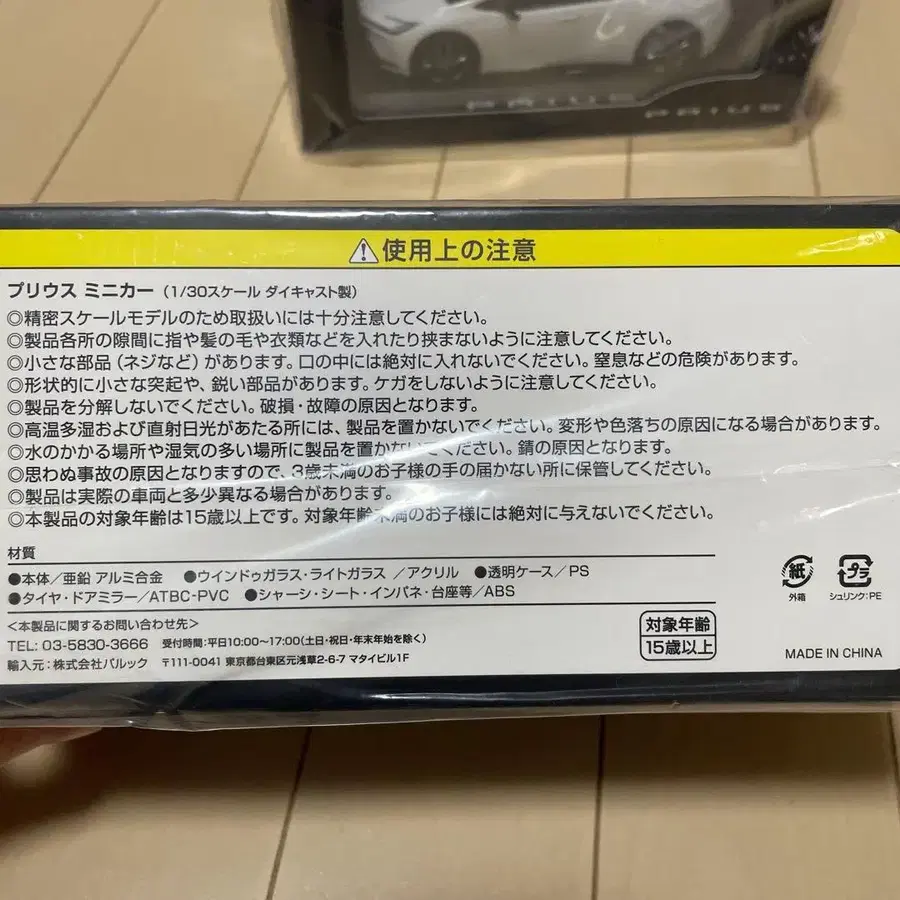 PRIUS
PRIUS
⚠使用上の注意
プリウス ミニカー（1/30スケール ダイキャスト製）
◎精密スケールモデルのため取扱いには十分注意してください。
◎製品各所の隙間に指や髪の毛や衣類などを入れたり挟まないように注意してください。
◎小さな部品（ネジなど）があります。口の中には絶対に入れないでください。窒息などの危険があります。
◎形状的に小さな突起や、鋭い部品があります。ケガをしないように注意してください。
◎製品を分解しないでください。破損・故障の原因となります。
◎高温多湿および直射日光があたる所には、製品を置かないでください。変形や色落ちの原因になる場合があります。
◎水のかかる場所や湿気の多い場所に製品を置かないでください。錆の原因となります。
◎思わぬ事故の原因となりますので、3歳未満のお子様の手の届かない所に保管してください。
◎製品は実際の車両と多少異なる場合があります。
◎本製品の対象年齢は15歳以上です。対象年齢未満のお子様には絶対に与えないでください。
材質
●本体／亜鉛 アルミ合金 ●ウインドゥガラス・ライトガラス ／アクリル ●透明ケース／PS
●タイヤ・ドアミラー／ATBC-PVC ●シャーシ・シート・インパネ・台座等／ABS
紙 プラ
外箱 シュリンク:PE
＜本製品に関するお問い合わせ先＞
TEL: 03-5830-3666 受付時間:平日10:00〜17:00(土日・祝日・年末年始を除く)
輸入元：株式会社バルック 〒111-0041 東京都台東区元浅草2-6-7 マタイビル1F
対象年齢
15歳以上
MADE IN CHINA